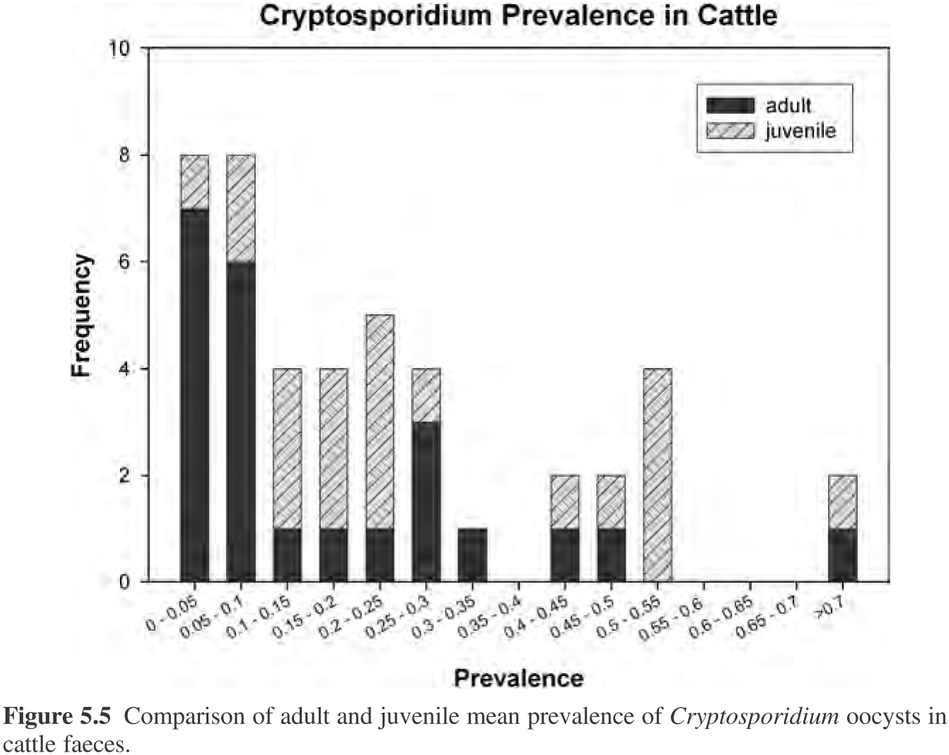 Cryptosporidium Prevalence in Cattle
10
8
6
4
2
0
Frequency
adult
juvenile
0 - 0.05
0.05 - 0.1
0.1 - 0.15
0.15 - 0.2
0.2 - 0.25
0.25 - 0.3
0.3 - 0.35
0.35 - 0.4
0.4 - 0.45
0.45 - 0.5
0.5 - 0.55
0.55 - 0.6
0.6 - 0.65
0.65 - 0.7
>0.7
Prevalence
Figure 5.5 Comparison of adult and juvenile mean prevalence of Cryptosporidium oocysts in
cattle faeces.